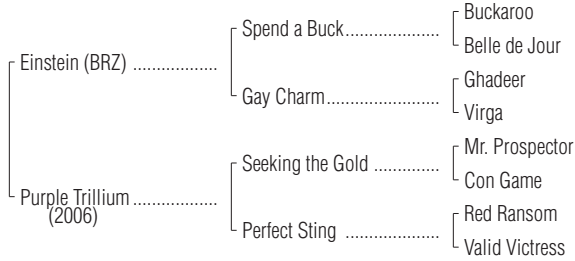 Buckaroo
Spend a Buck....................
Belle de Jour
Einstein (BRZ) ..................
Ghadeer
Gay Charm........................
Virga
Mr. Prospector
Seeking the Gold ..............
Con Game
Purple Trillium ..................
(2006)
Red Ransom
Perfect Sting ....................
Valid Victress